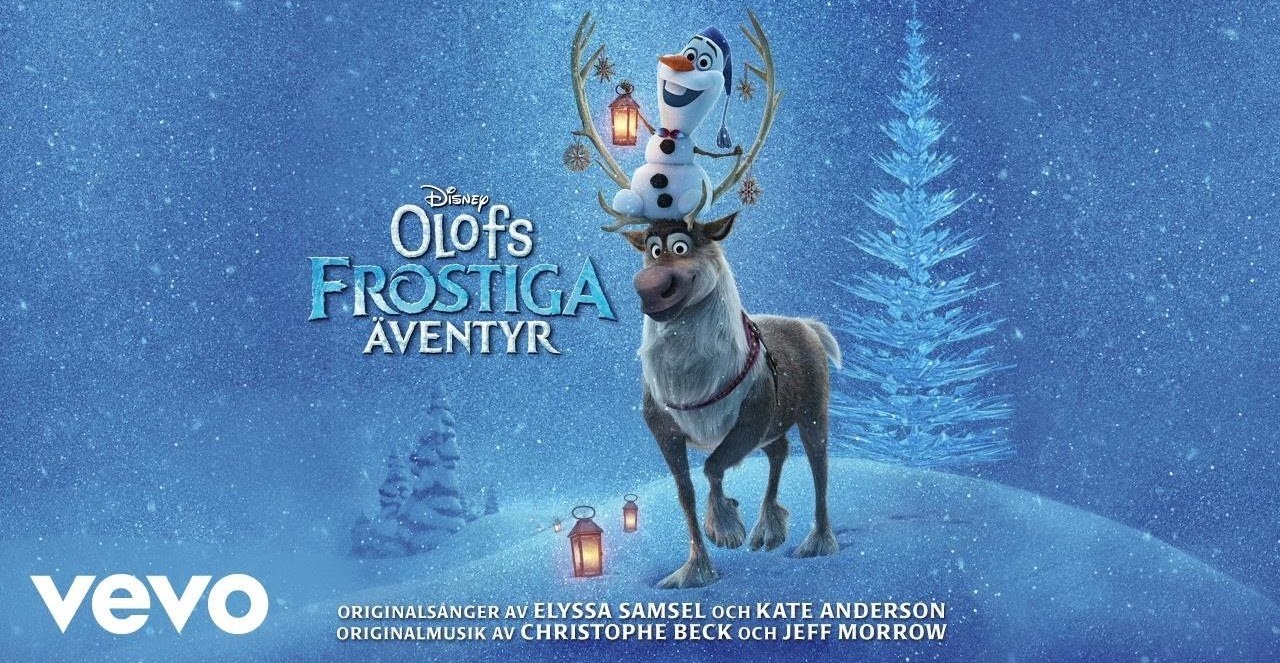 Disney
Olofs
FROSTIGA
ÄVENTYR
vevo
ORIGINALSÅNGER AV ELYSSA SAMSEL OCH KATE ANDERSON
ORIGINALMUSIK AV CHRISTOPHE BECK OCH JEFF MORROW